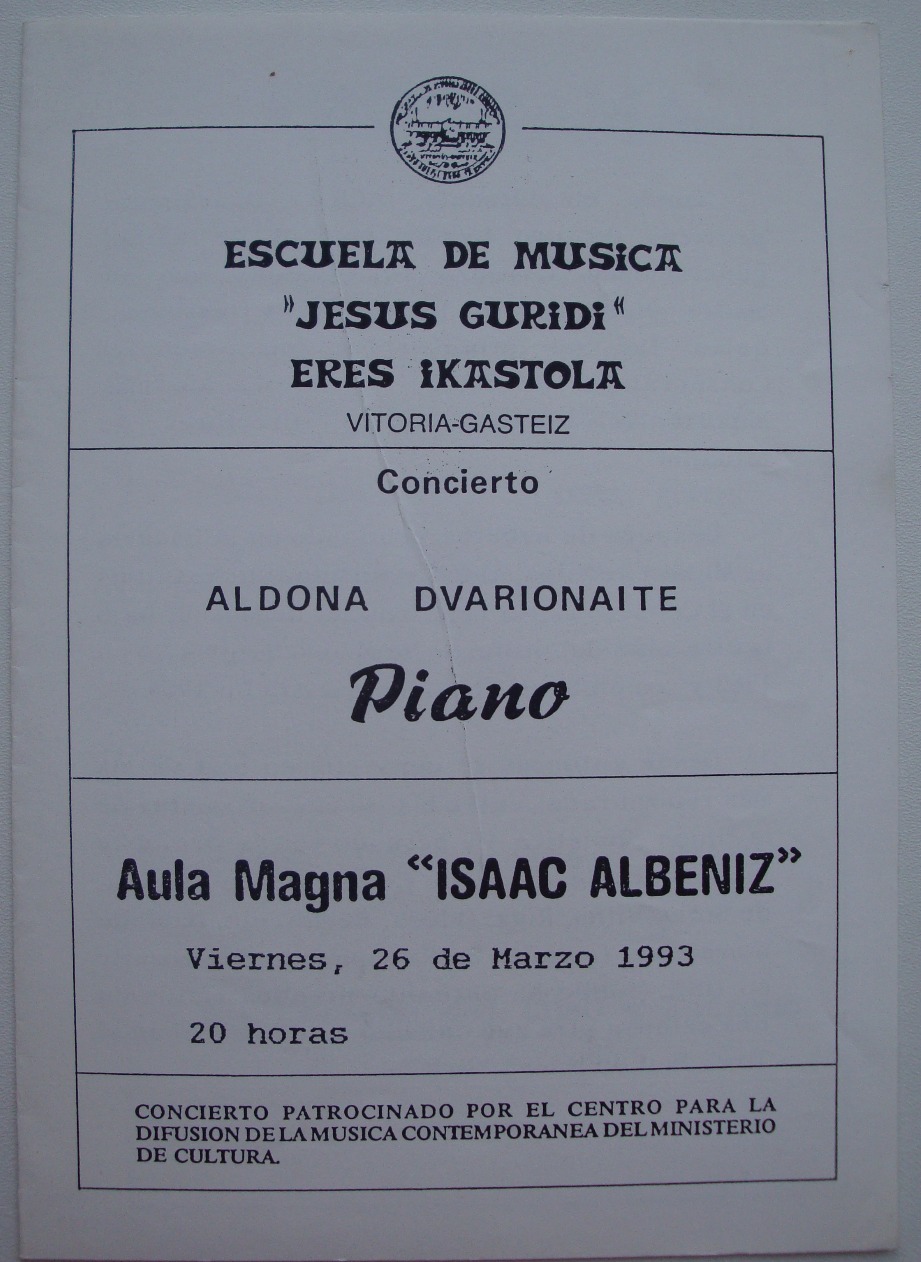 ESCUELA DE MUSiCA
"JESUS GURiDi"
ERES iKASTOLA
VITORIA-GASTEIZ
Concierto
ALDONA DVARIONAITE
Piano
Aula Magna “ISAAC ALBENIZ”
Viernes, 26 de Marzo 1993
20 horas
CONCIERTO PATROCINADO POR EL CENTRO PARA LA
DIFUSION DE LA MUSICA CONTEMPORANEA DEL MINISTERIO
DE CULTURA.